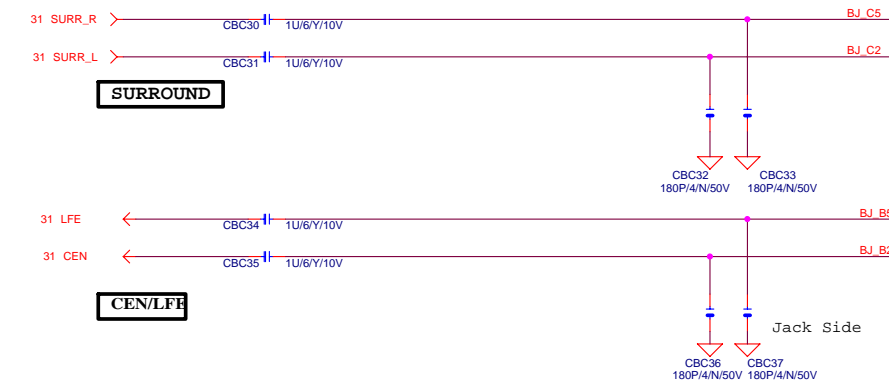 31 SURR_R
CBC30
1U/6/Y/10V
BJ_C5
31 SURR_L
CBC31
1U/6/Y/10V
BJ_C2
SURROUND
CBC32
CBC33
180P/4/N/50V
180P/4/N/50V
31 LFE
CBC34
1U/6/Y/10V
BJ_B5
31 CEN
CBC35
1U/6/Y/10V
BJ_B2
CEN/LFE
Jack Side
CBC36
CBC37
180P/4/N/50V
180P/4/N/50V